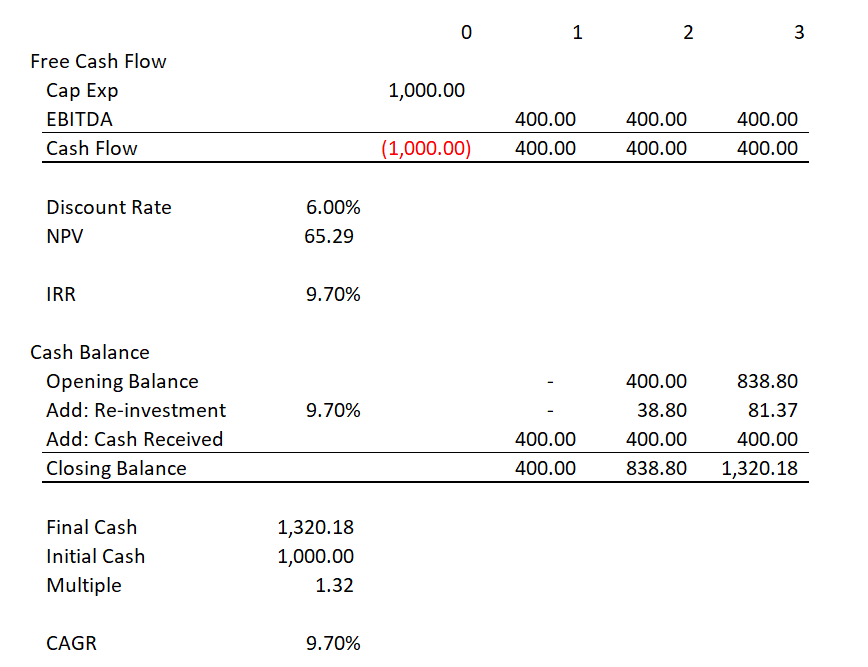 0 1 2 3
Free Cash Flow
Cap Exp 1,000.00
EBITDA 400.00 400.00 400.00
Cash Flow (1,000.00) 400.00 400.00 400.00
Discount Rate 6.00%
NPV 65.29
IRR 9.70%
Cash Balance
Opening Balance - 400.00 838.80
Add: Re-investment 9.70% - 38.80 81.37
Add: Cash Received 400.00 400.00 400.00
Closing Balance 400.00 838.80 1,320.18
Final Cash 1,320.18
Initial Cash 1,000.00
Multiple 1.32
CAGR 9.70%